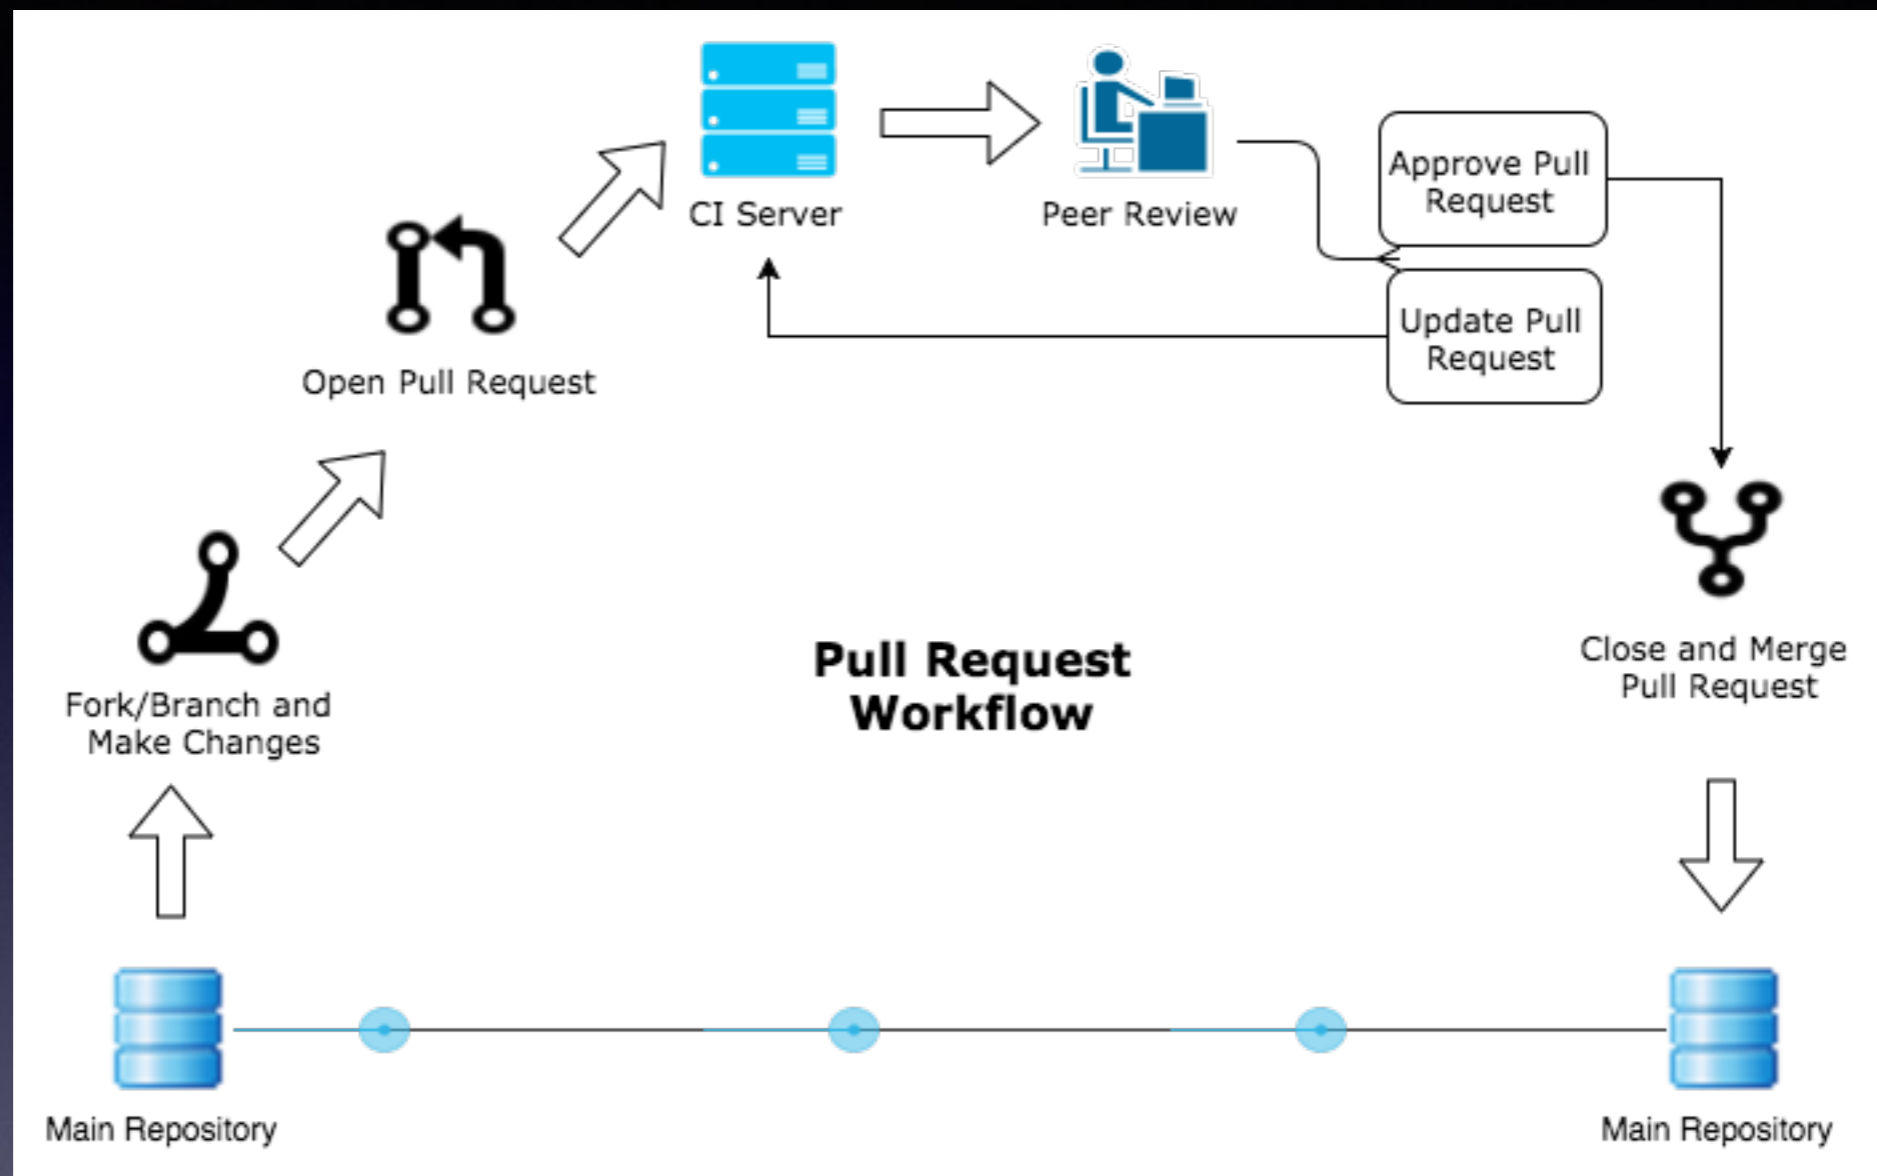 CI Server
Peer Review
Approve Pull
Request
Update Pull
Request
Open Pull Request
Fork/Branch and
Make Changes
Pull Request
Workflow
Close and Merge
Pull Request
Main Repository
Main Repository